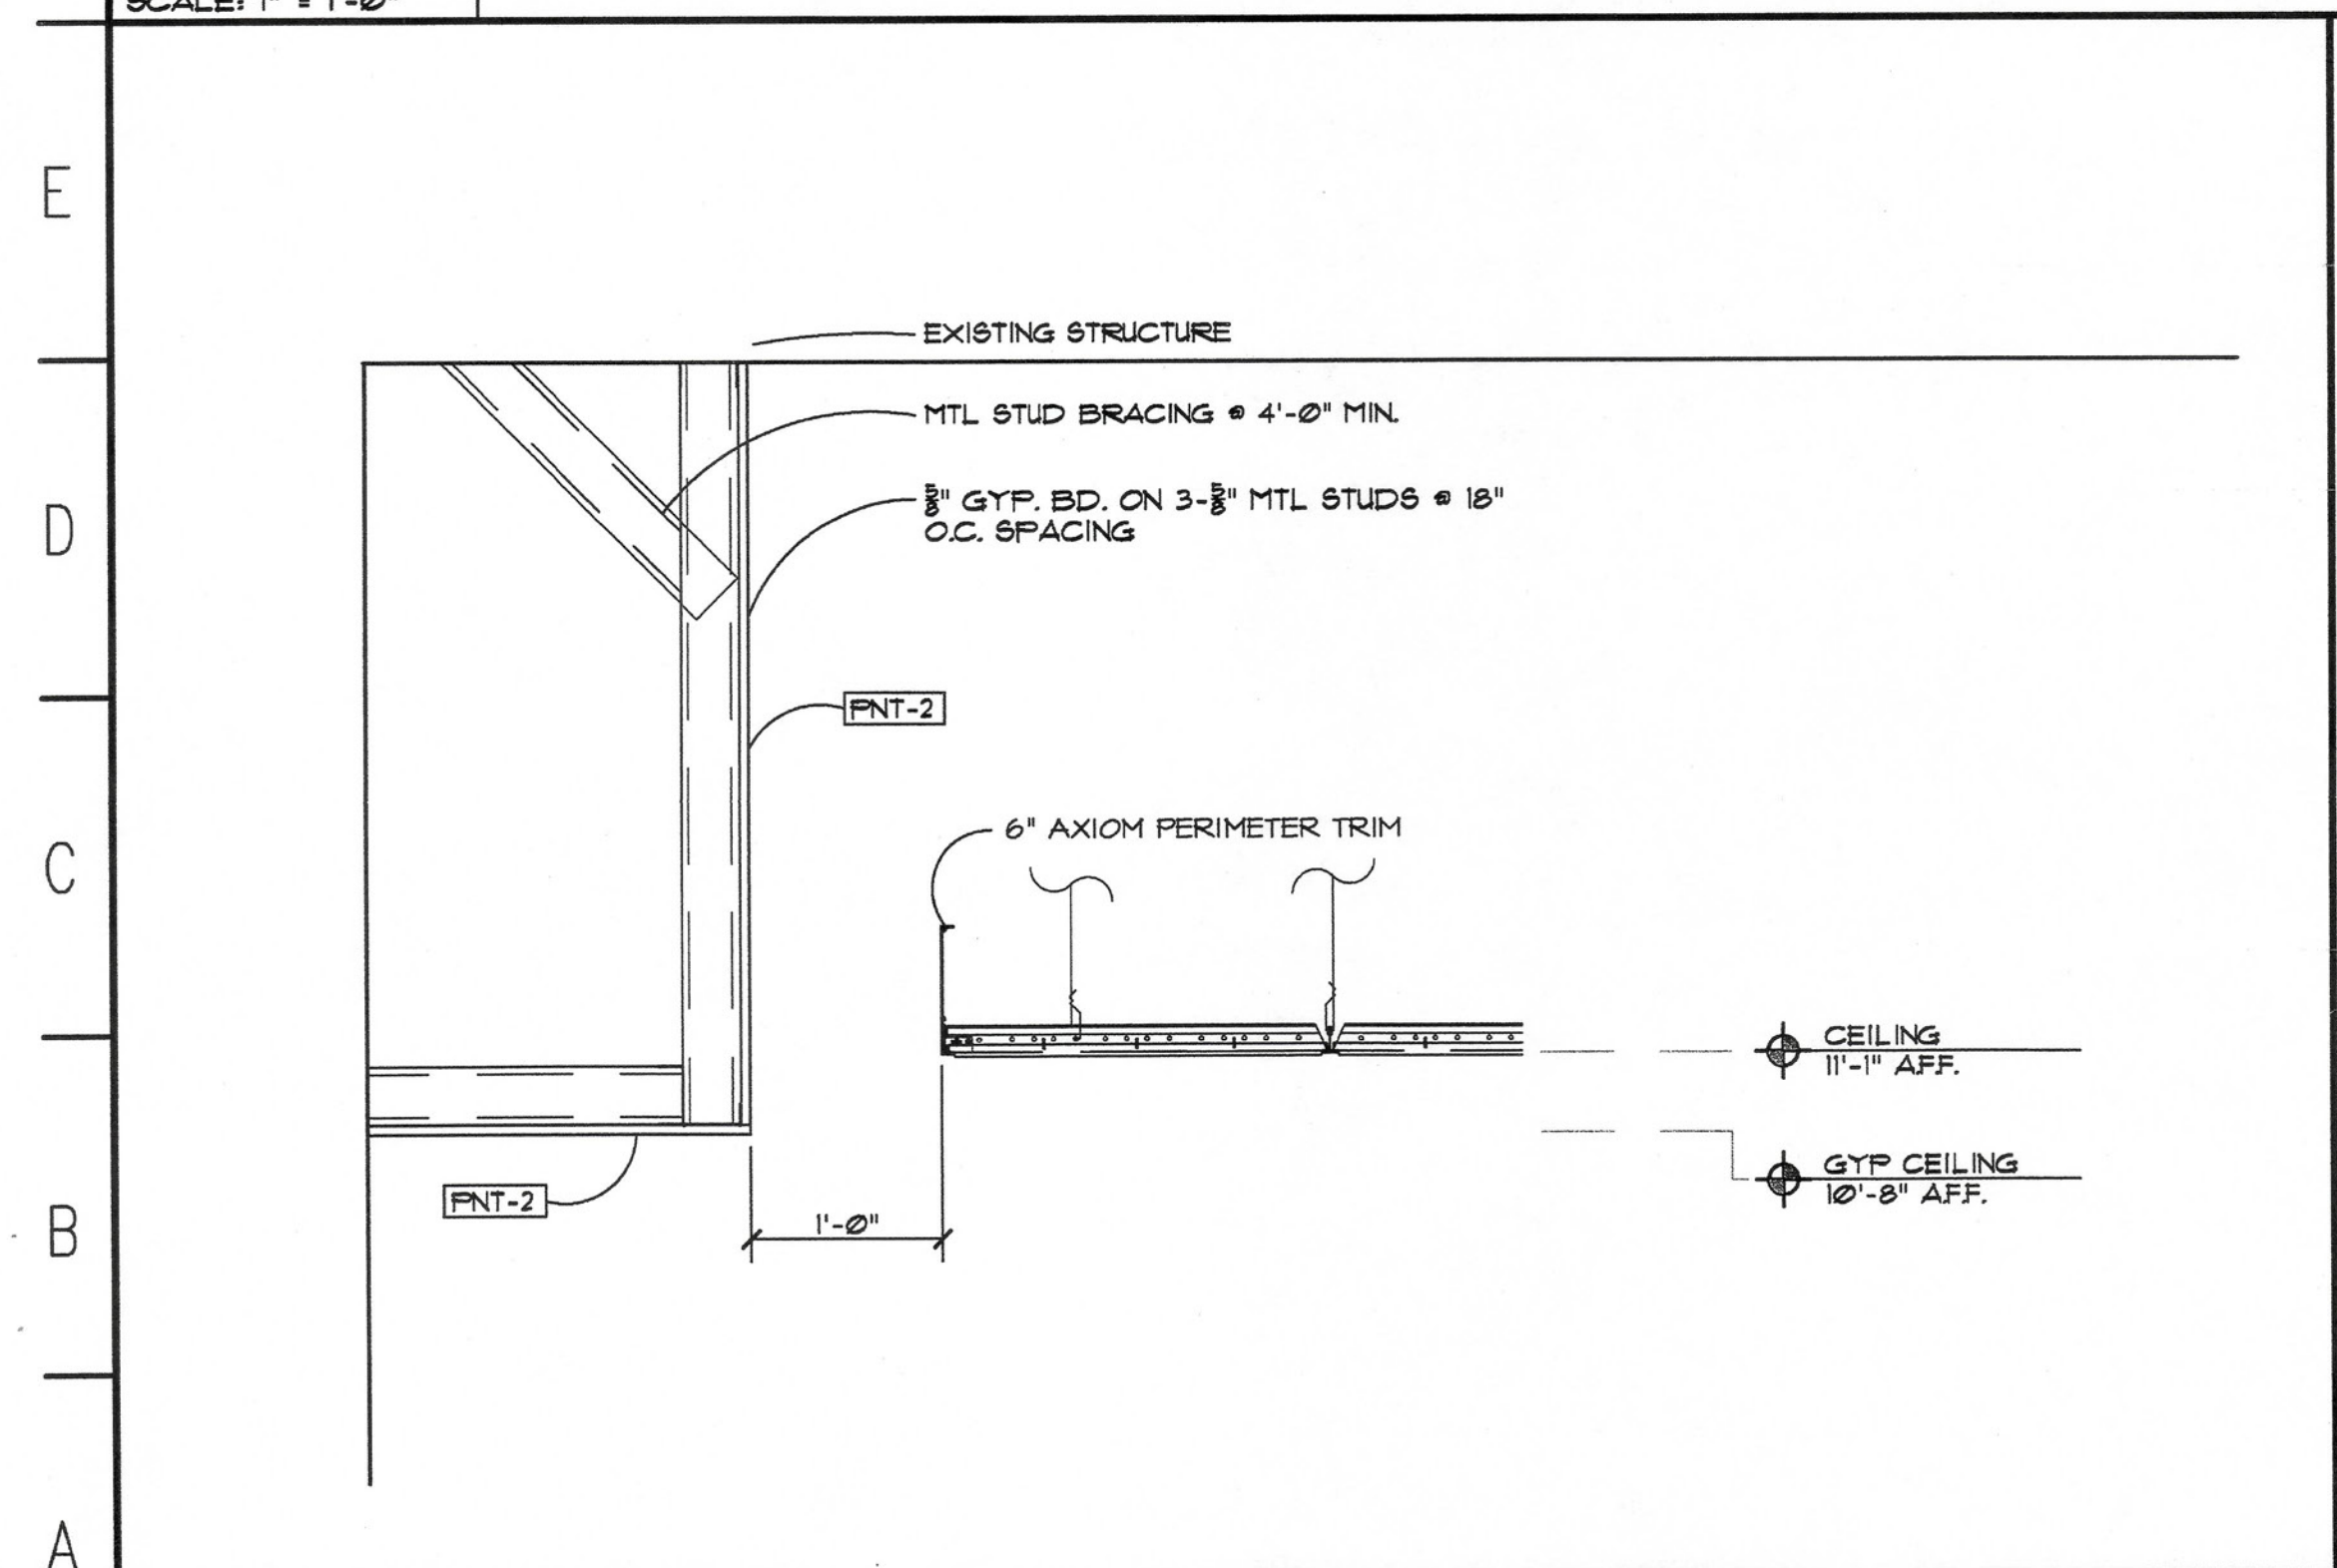 SCALE: 1" = 1'-0"
E
EXISTING STRUCTURE
MTL STUD BRACING @ 4'-0" MIN.
D
5/8" GYP. BD. ON 3-5/8" MTL STUDS @ 18"
O.C. SPACING
PNT-2
6" AXIOM PERIMETER TRIM
C
CEILING
11'-1" A.F.F.
GYP CEILING
10'-8" A.F.F.
PNT-2
1'-0"
B
A